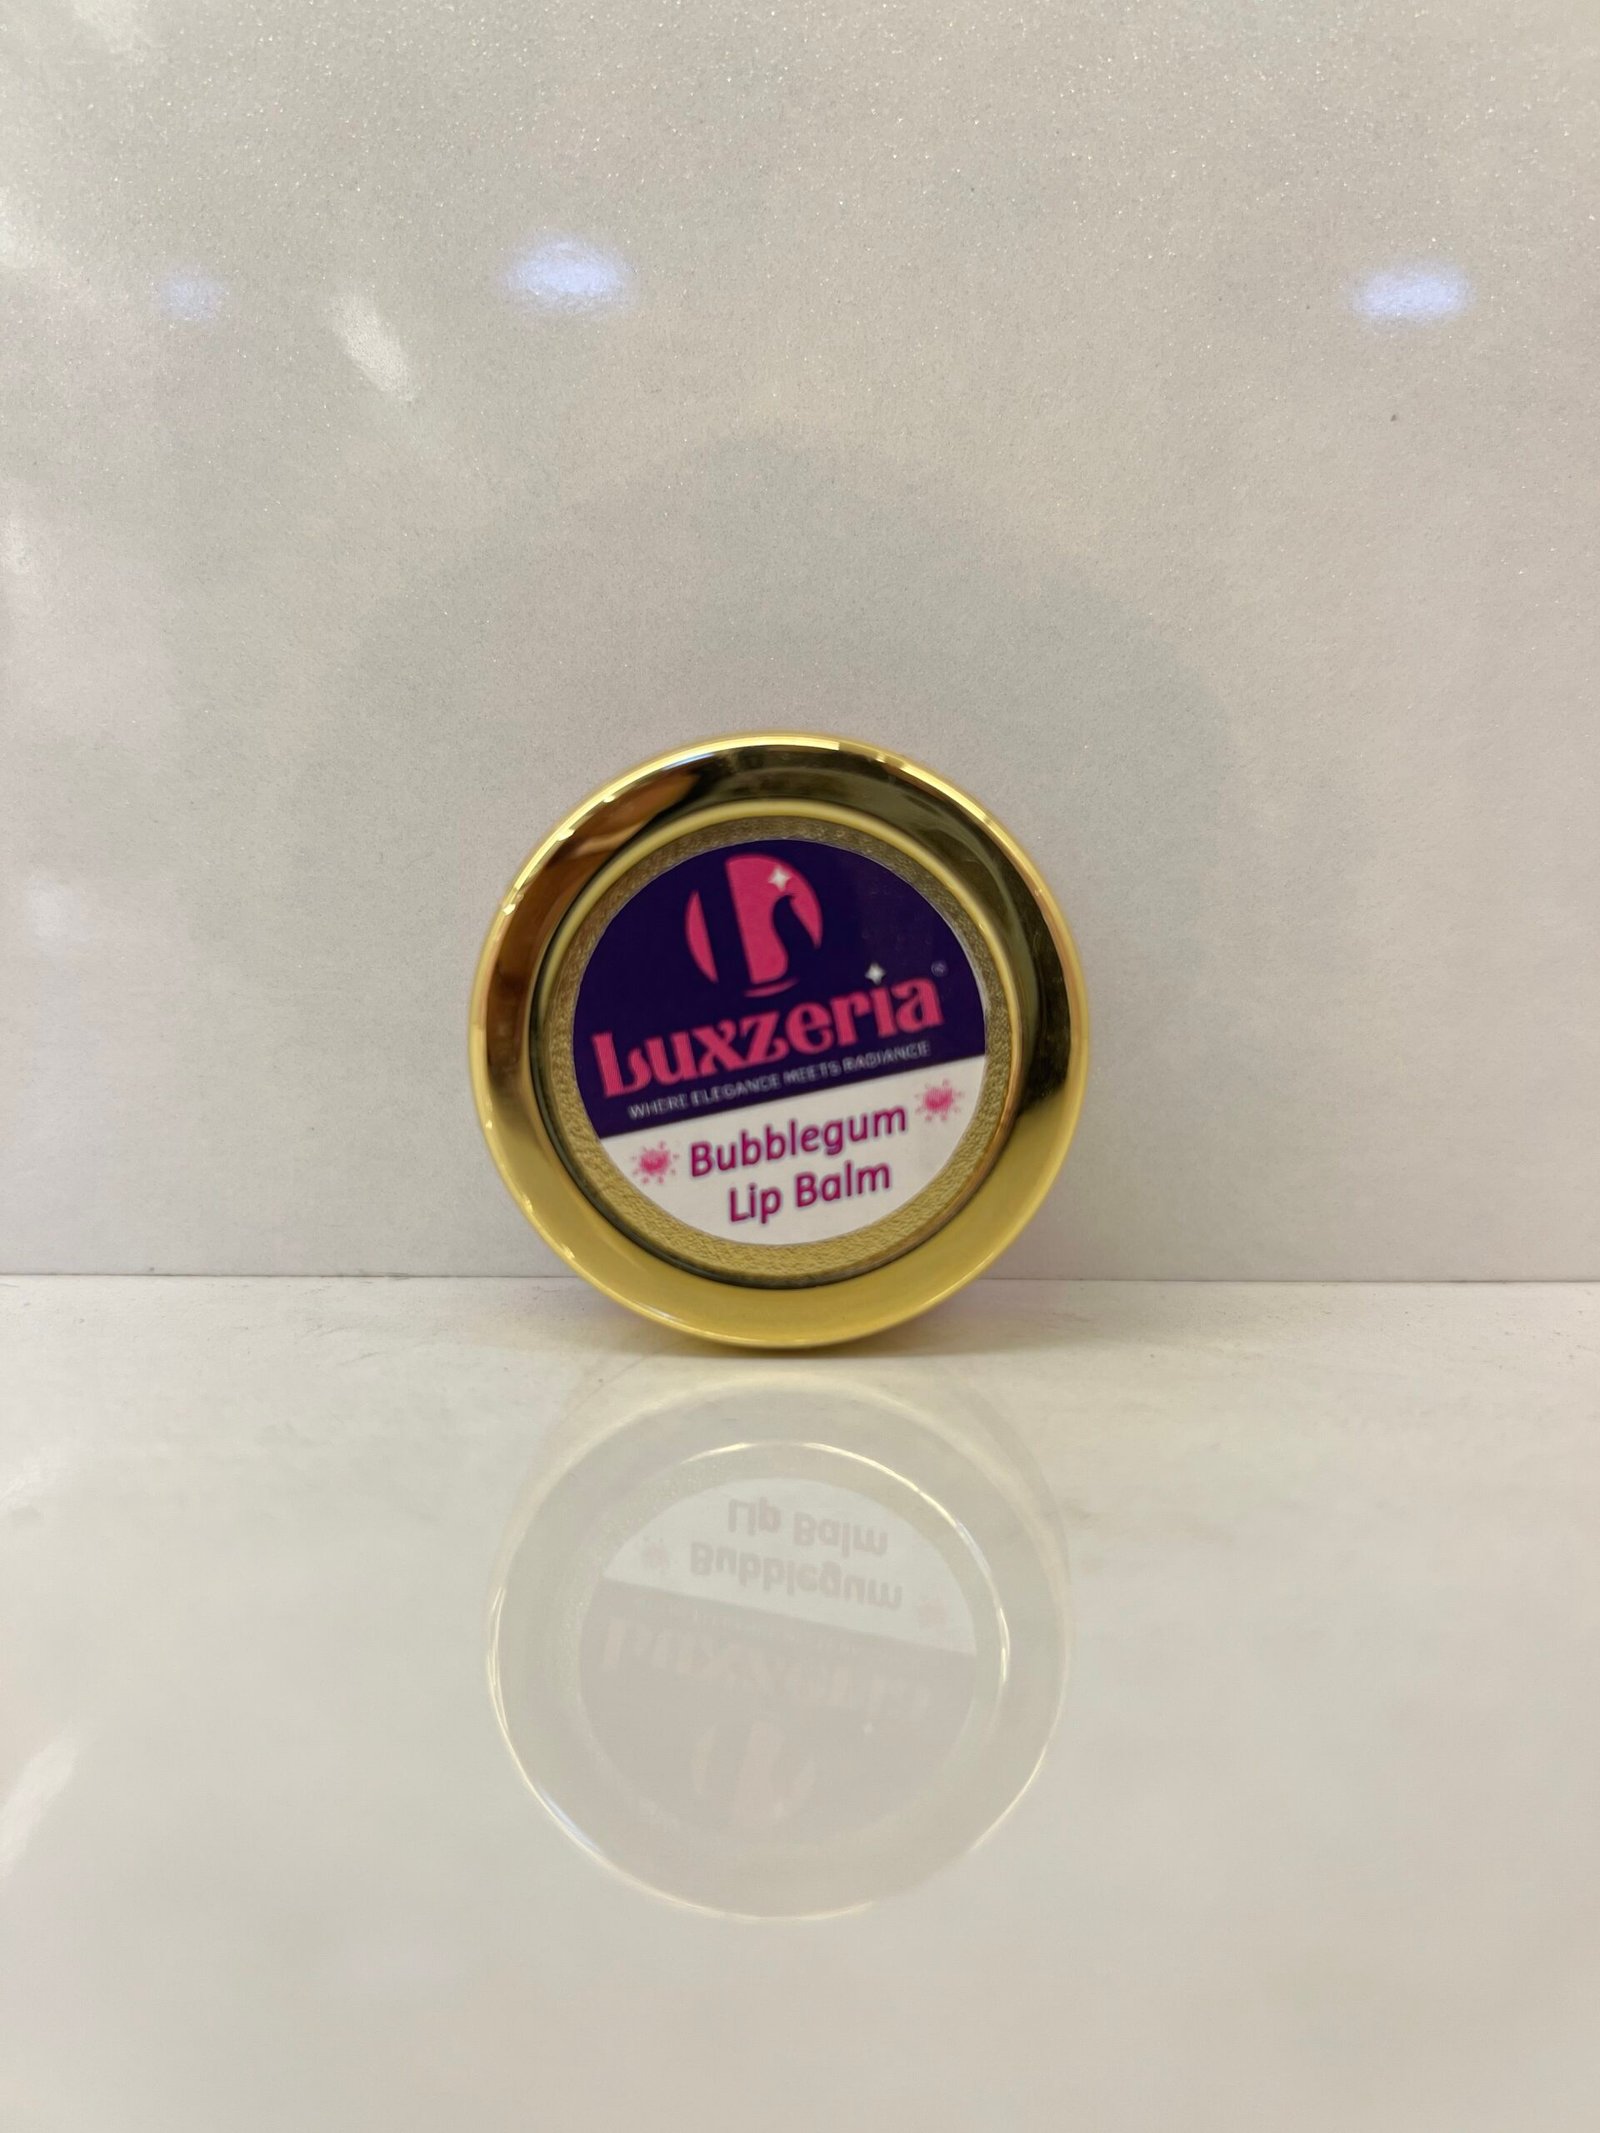 Luxzeria
WHERE ELEGANCE MEETS RADIANCE
Bubblegum
Lip Balm